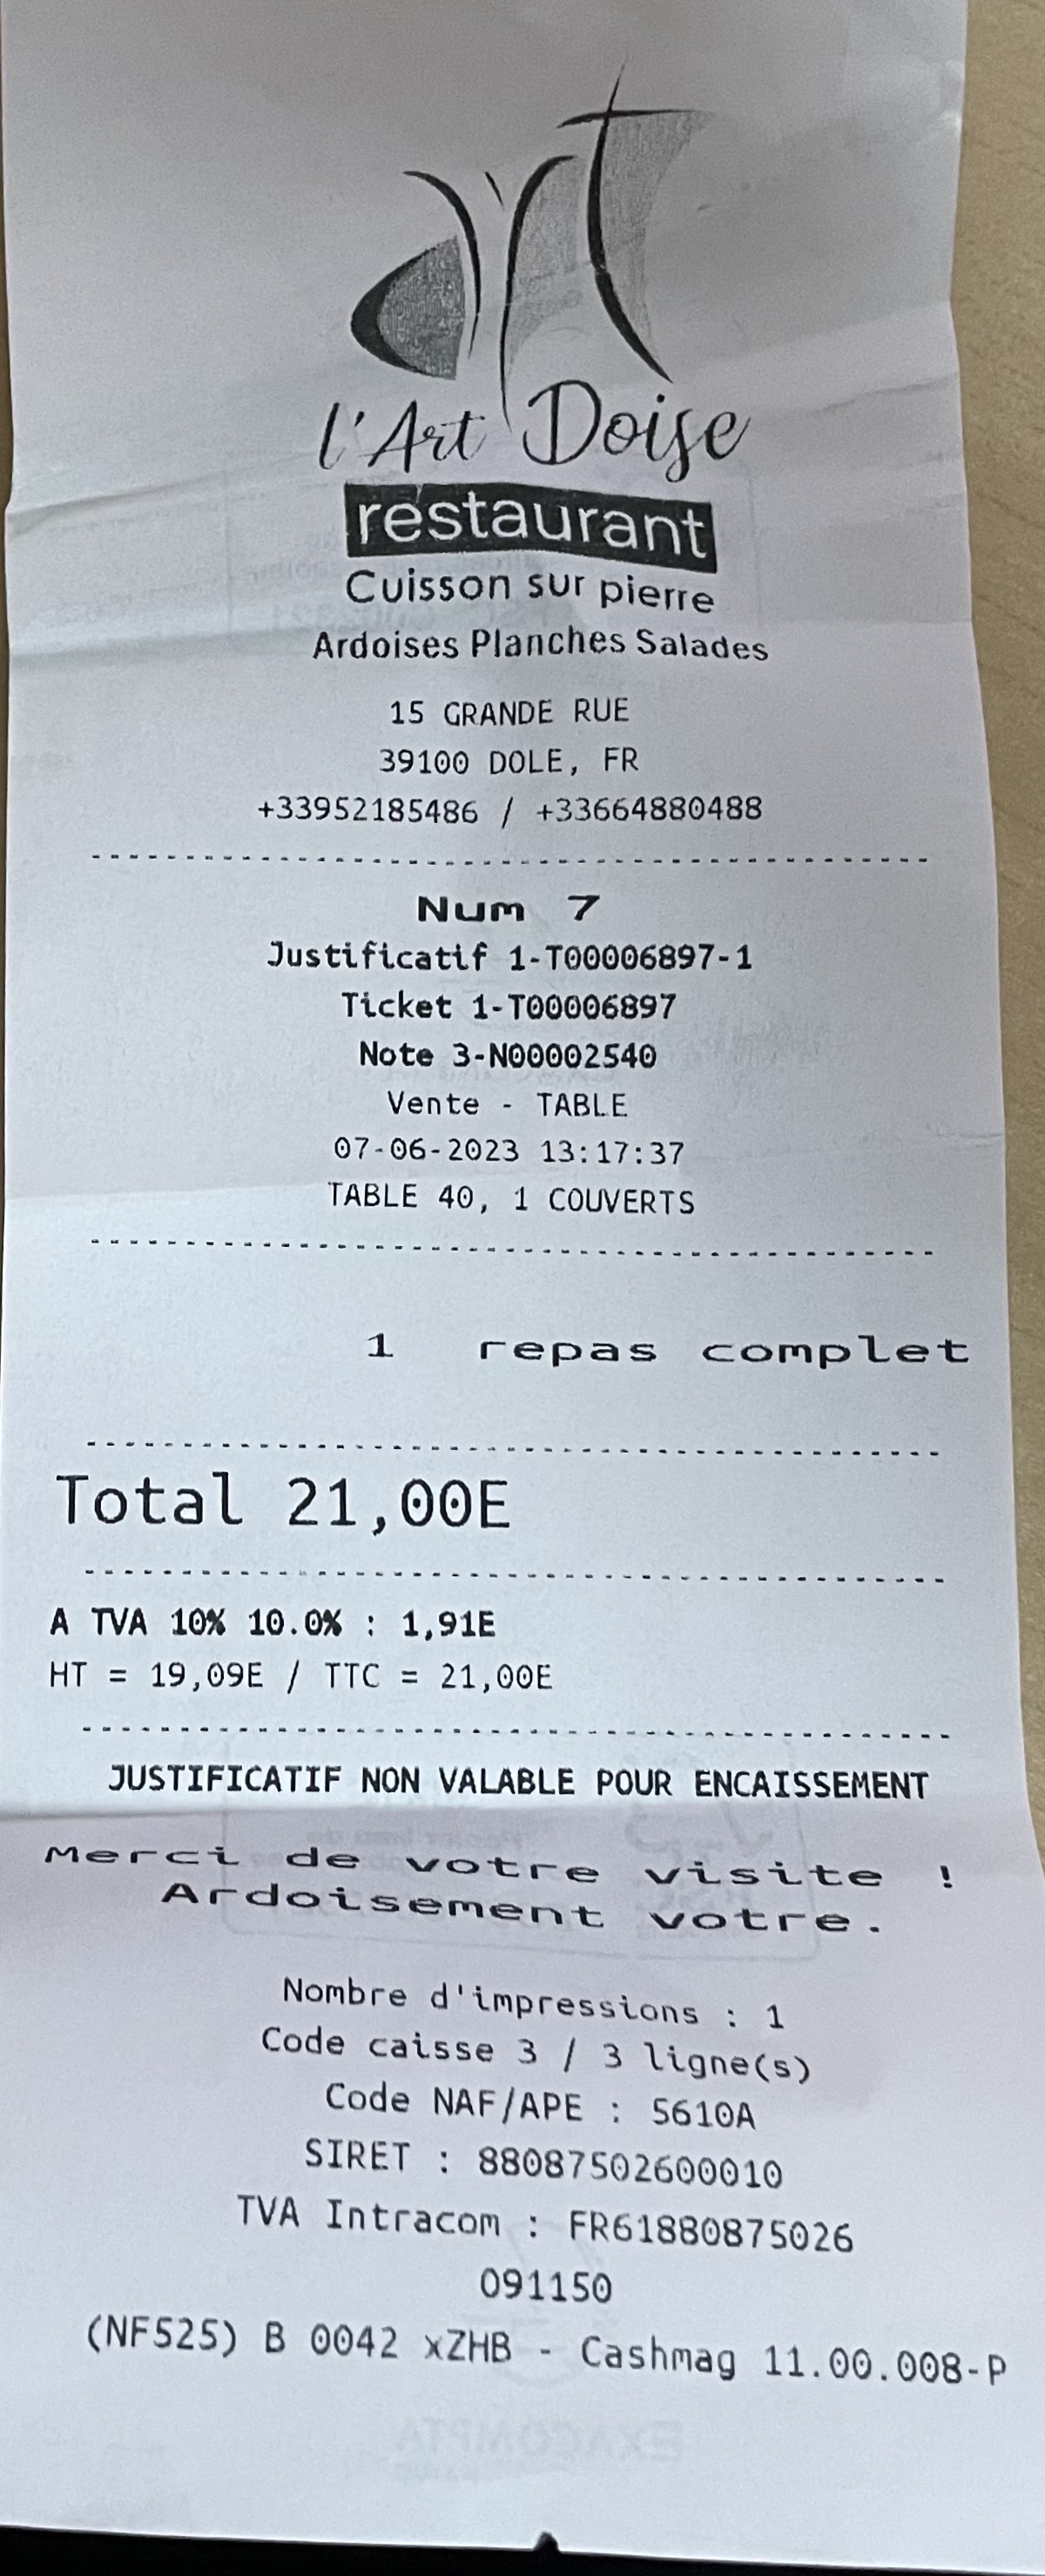 art
l'Art Doise
restaurant
Cuisson sur pierre
Ardoises Planches Salades
15 GRANDE RUE
39100 DOLE, FR
+33952185486 / +33664880488
Num 7
Justificatif 1-T00006897-1
Ticket 1-T00006897
Note 3-N00002540
Vente - TABLE
07-06-2023 13:17:37
TABLE 40, 1 COUVERTS
1 repas complet
Total 21,00E
A TVA 10% 10.0% : 1,91E
HT = 19,09E / TTC = 21,00E
JUSTIFICATIF NON VALABLE POUR ENCAISSEMENT
Merci de votre visite !
Ardoisement votre.
Nombre d'impressions : 1
Code caisse 3 / 3 ligne(s)
Code NAF/APE : 5610A
SIRET : 88087502600010
TVA Intracom : FR61880875026
091150
(NF525) B 0042 xZHB - Cashmag 11.00.008-P
EXACOMPTA